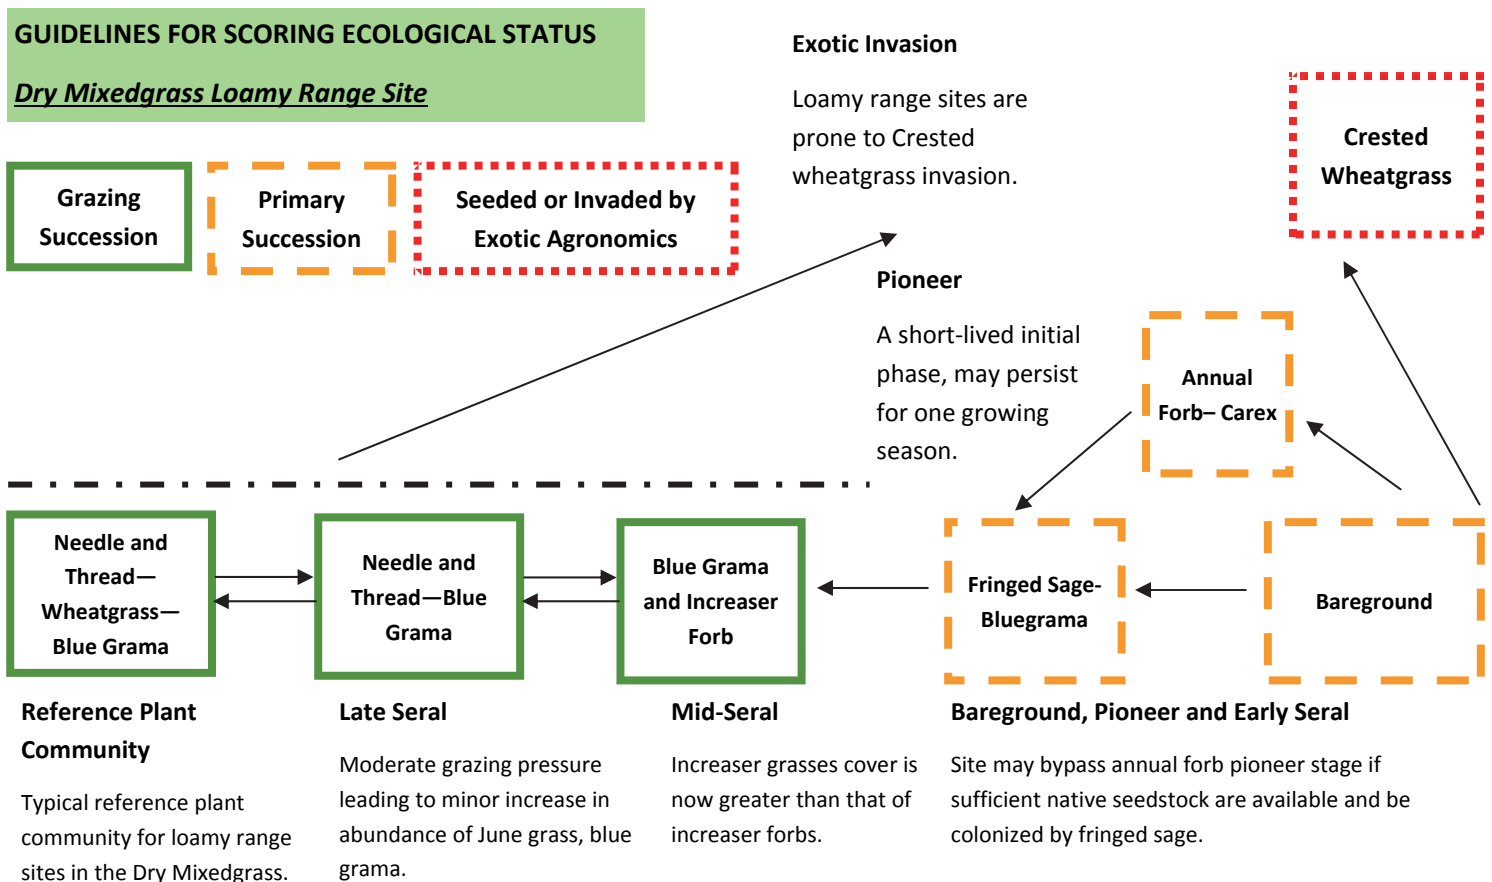 GUIDELINES FOR SCORING ECOLOGICAL STATUS
Dry Mixedgrass Loamy Range Site
Grazing
Succession
Primary
Succession
Seeded or Invaded by
Exotic Agronomics
Exotic Invasion
Loamy range sites are
prone to Crested
wheatgrass invasion.
Crested
Wheatgrass
Pioneer
A short-lived initial
phase, may persist
for one growing
season.
Annual
Forb– Carex
Needle and
Thread—
Wheatgrass—
Blue Grama
Needle and
Thread—Blue
Grama
Blue Grama
and Increaser
Forb
Fringed Sage-
Bluegrama
Bareground
Reference Plant
Community
Typical reference plant
community for loamy range
sites in the Dry Mixedgrass.
Late Seral
Moderate grazing pressure
leading to minor increase in
abundance of June grass, blue
grama.
Mid-Seral
Increaser grasses cover is
now greater than that of
increaser forbs.
Bareground, Pioneer and Early Seral
Site may bypass annual forb pioneer stage if
sufficient native seedstock are available and be
colonized by fringed sage.